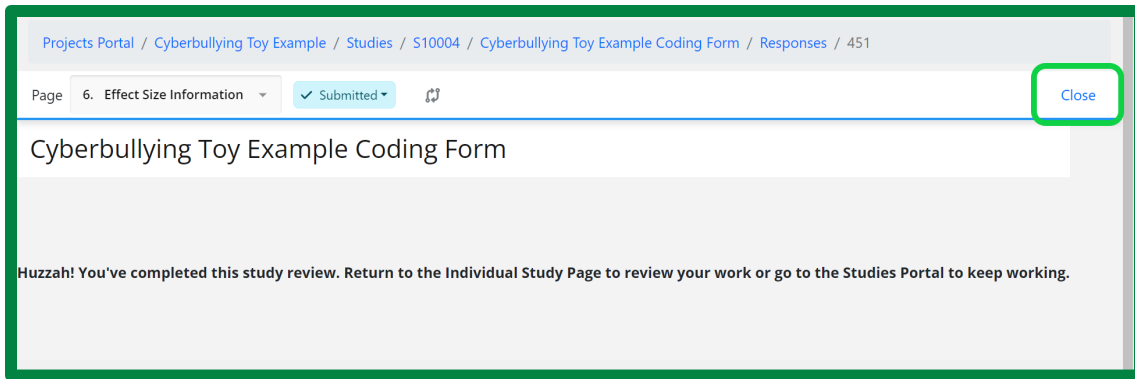 Projects Portal / Cyberbullying Toy Example / Studies / S10004 / Cyberbullying Toy Example Coding Form / Responses / 451
Page 6. Effect Size Information Submitted Close
Cyberbullying Toy Example Coding Form
Huzzah! You've completed this study review. Return to the Individual Study Page to review your work or go to the Studies Portal to keep working.